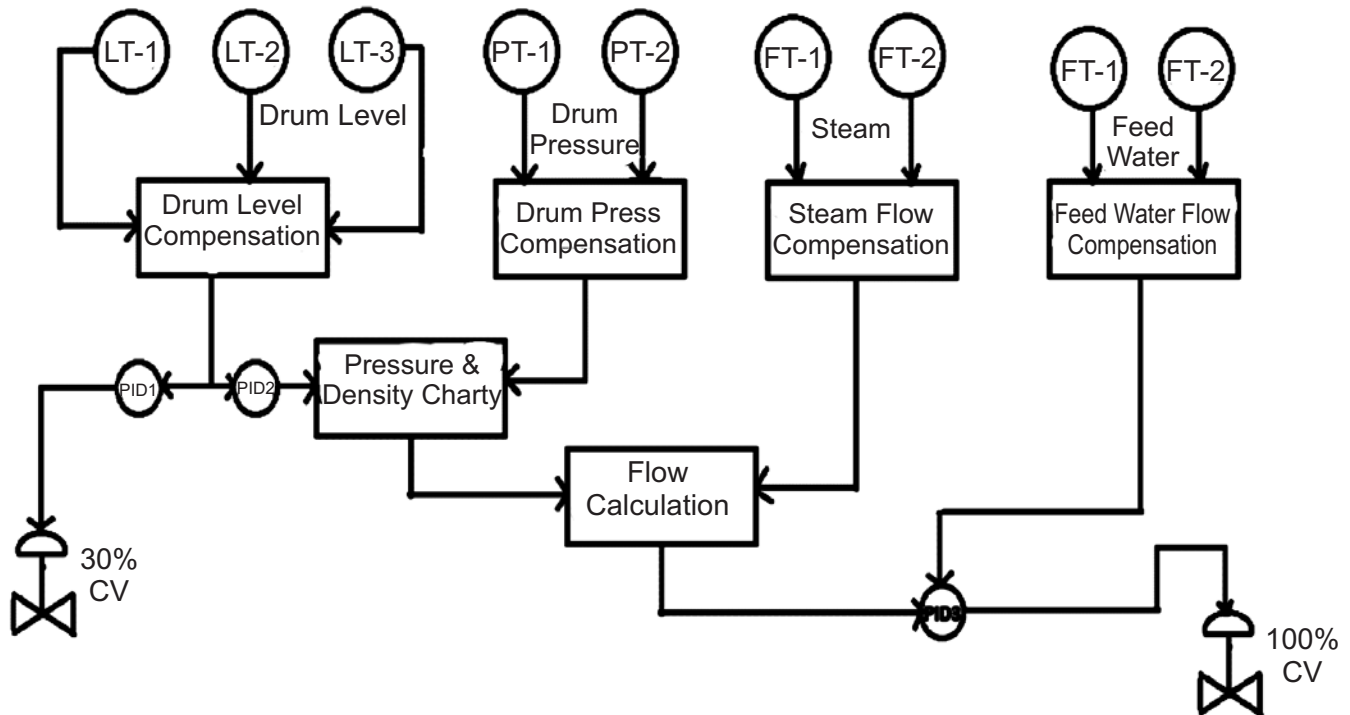 LT-1
LT-2
LT-3
PT-1
PT-2
FT-1
FT-2
FT-1
FT-2
Drum Level
Drum
Pressure
Steam
Feed
Water
Drum Level
Compensation
Drum Press
Compensation
Steam Flow
Compensation
Feed Water Flow
Compensation
Pressure &
Density Charty
PID1
PID2
Flow
Calculation
30%
CV
PID3
100%
CV